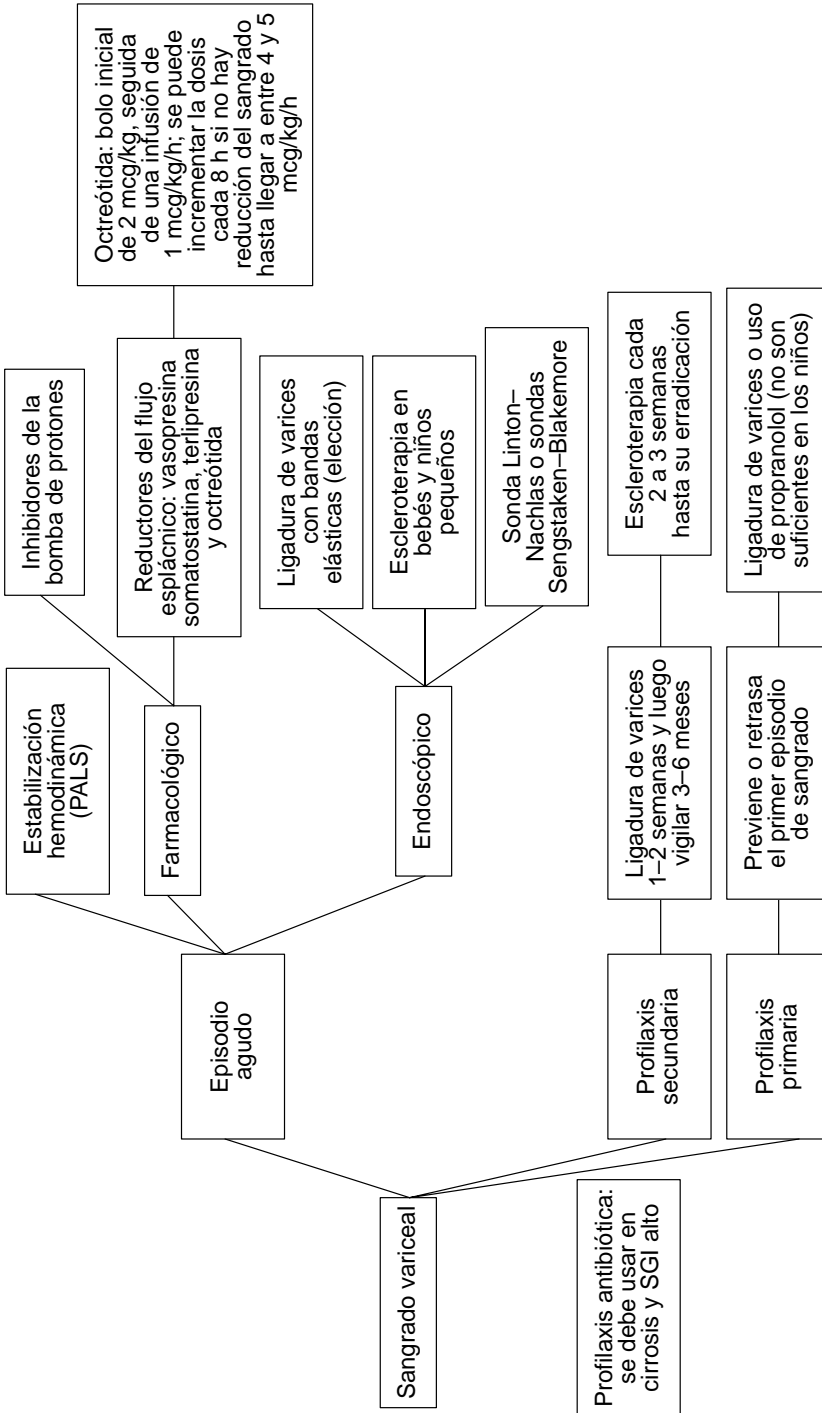 Sangrado variceal
Profilaxis antibiótica:
se debe usar en
cirrosis y SGI alto
Episodio
agudo
Estabilización
hemodinámica
(PALS)
Farmacológico
Inhibidores de la
bomba de protones
Reductores del flujo
esplácnico: vasopresina
somatostatina, terlipresina
y octreótida
Octreótida: bolo inicial
de 2 mcg/kg, seguida
de una infusión de
1 mcg/kg/h; se puede
incrementar la dosis
cada 8 h si no hay
reducción del sangrado
hasta llegar a entre 4 y 5
mcg/kg/h
Endoscópico
Ligadura de varices
con bandas
elásticas (elección)
Escleroterapia en
bebés y niños
pequeños
Sonda Linton–
Nachlas o sondas
Sengstaken–Blakemore
Profilaxis
secundaria
Ligadura de varices
1–2 semanas y luego
vigilar 3–6 meses
Escleroterapia cada
2 a 3 semanas
hasta su erradicación
Profilaxis
primaria
Previene o retrasa
el primer episodio
de sangrado
Ligadura de varices o uso
de propranolol (no son
suficientes en los niños)